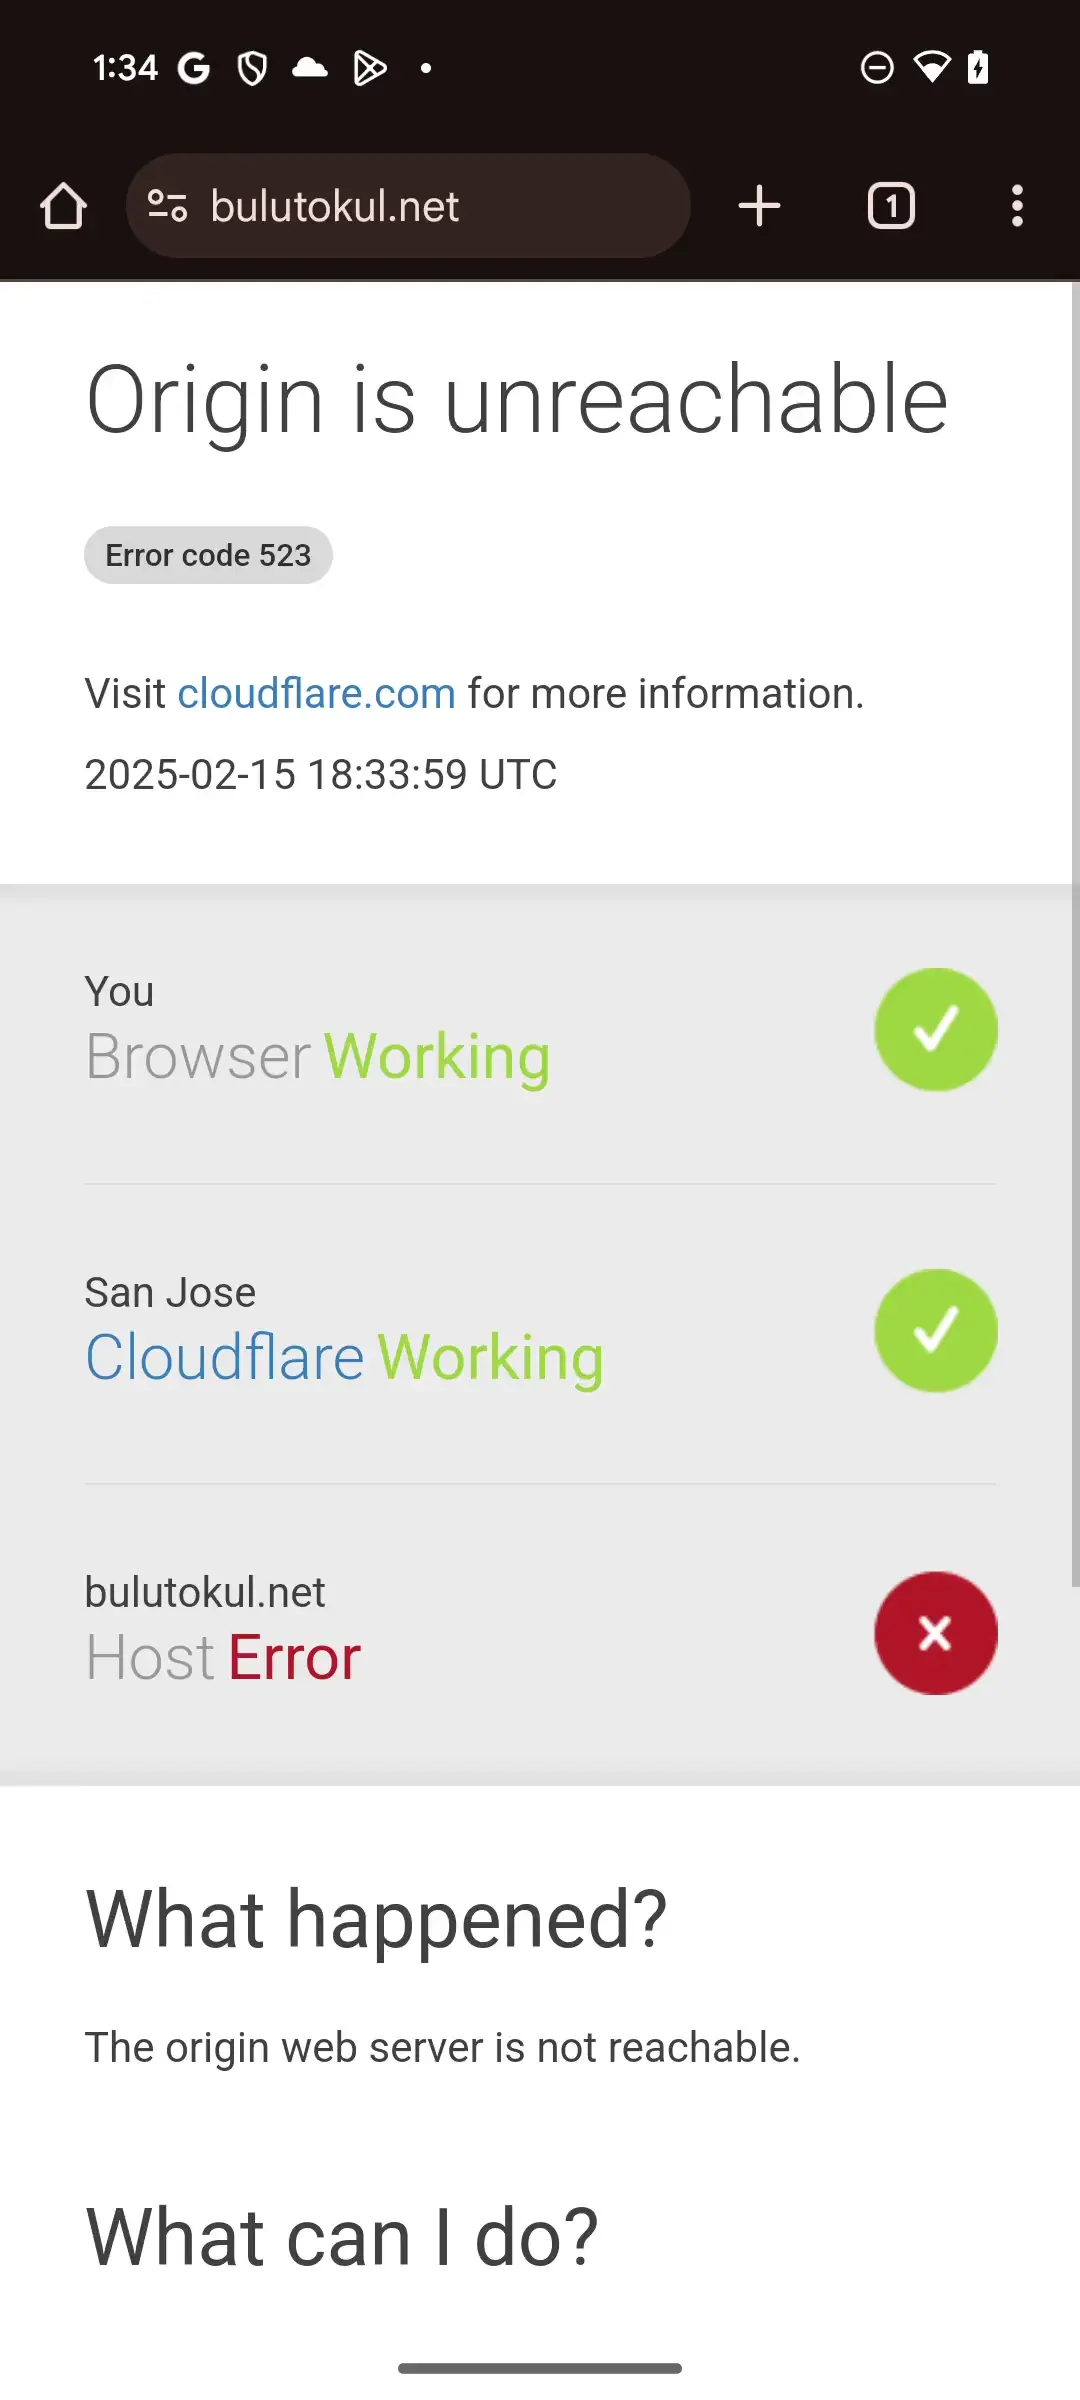 1:34
bulutokul.net
1
Origin is unreachable
Error code 523
Visit cloudflare.com for more information.
2025-02-15 18:33:59 UTC
You
Browser Working
San Jose
Cloudflare Working
bulutokul.net
Host Error
What happened?
The origin web server is not reachable.
What can I do?